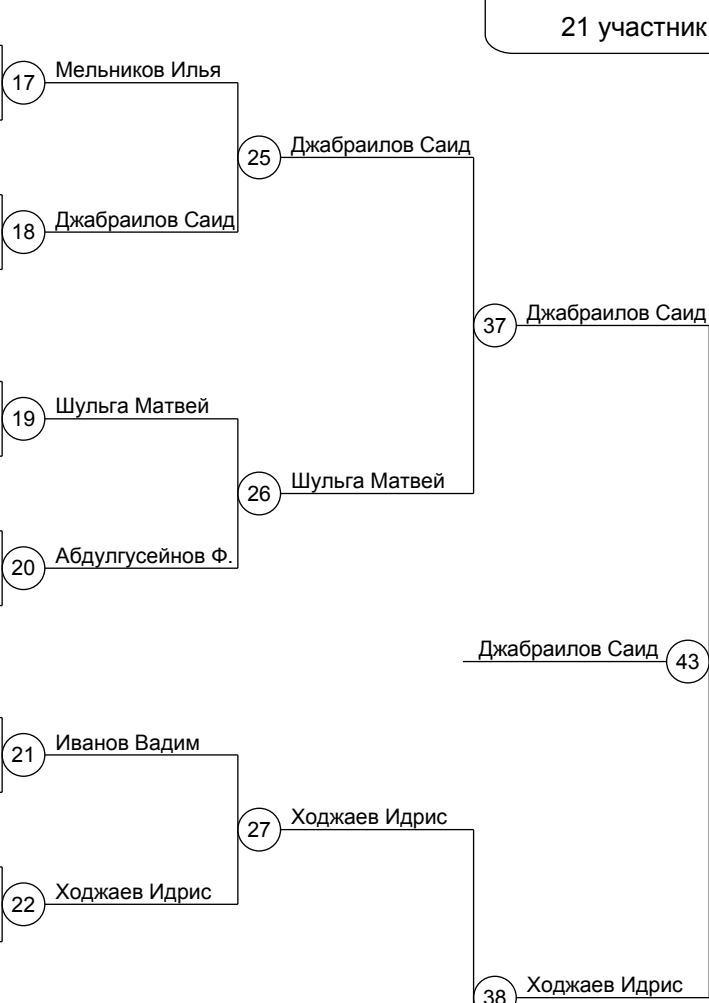 21 участник
17 Мельников Илья
25 Джабраилов Саид
18 Джабраилов Саид
37 Джабраилов Саид
19 Шульга Матвей
26 Шульга Матвей
20 Абдулгусейнов Ф.
Джабраилов Саид 43
21 Иванов Вадим
27 Ходжаев Идрис
22 Ходжаев Идрис
38 Ходжаев Идрис